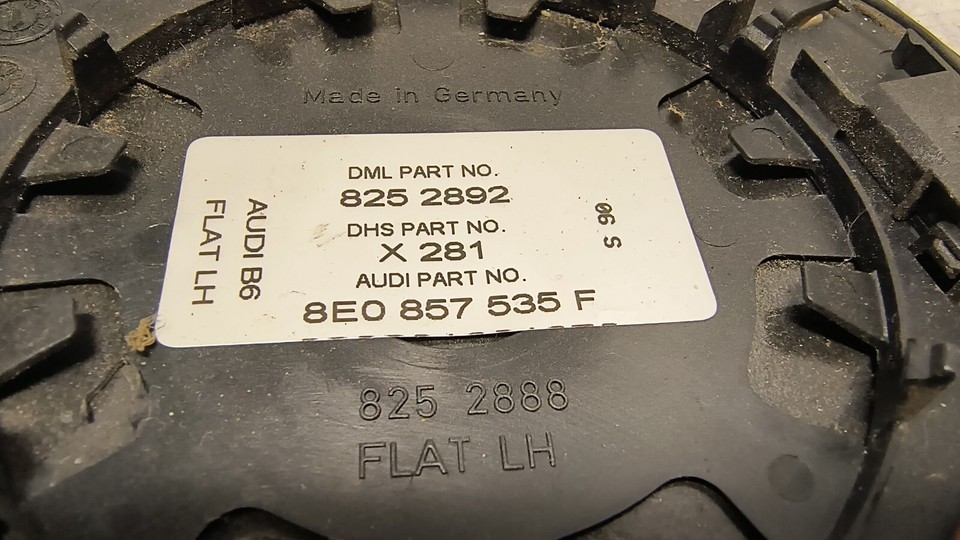 Made in Germany
DML PART NO.
825 2892
DHS PART NO.
X 281
AUDI PART NO.
8E0 857 535 F
AUDI B6
FLAT LH
S 90
825 2888
FLAT LH